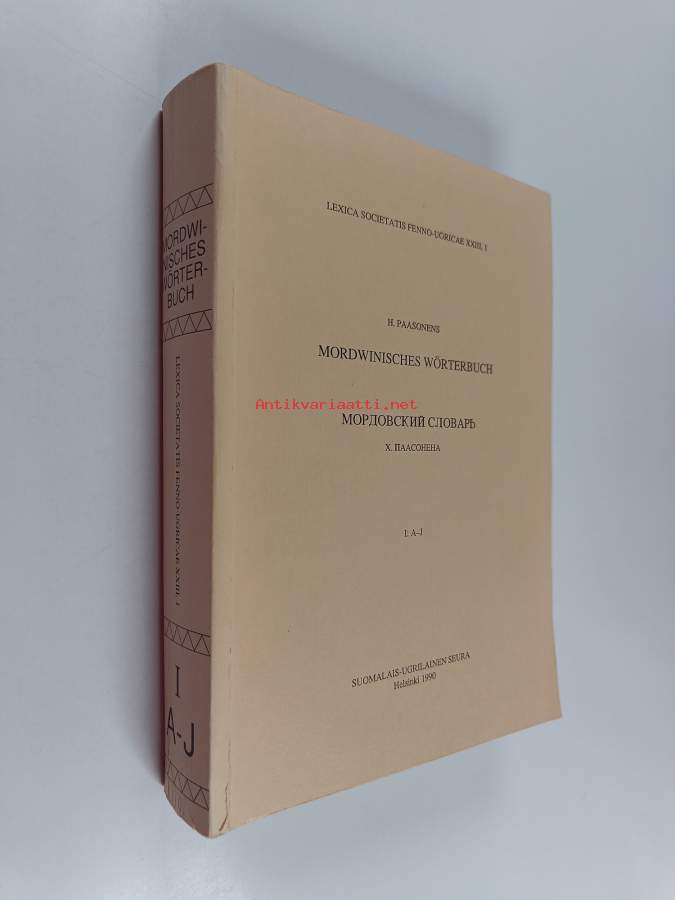 MORDWI-
NISCHES
WÖRTER-
BUCH
LEXICA SOCIETATIS FENNO-UGRICAE XXIII, 1
I
A-J
LEXICA SOCIETATIS FENNO-UGRICAE XXIII, 1
H. PAASONENS
MORDWINISCHES WÖRTERBUCH
Antikvariaatti.net
МОРДОВСКИЙ СЛОВАРЬ
Х. ПААСОНЕНА
I: A–J
SUOMALAIS-UGRILAINEN SEURA
Helsinki 1990